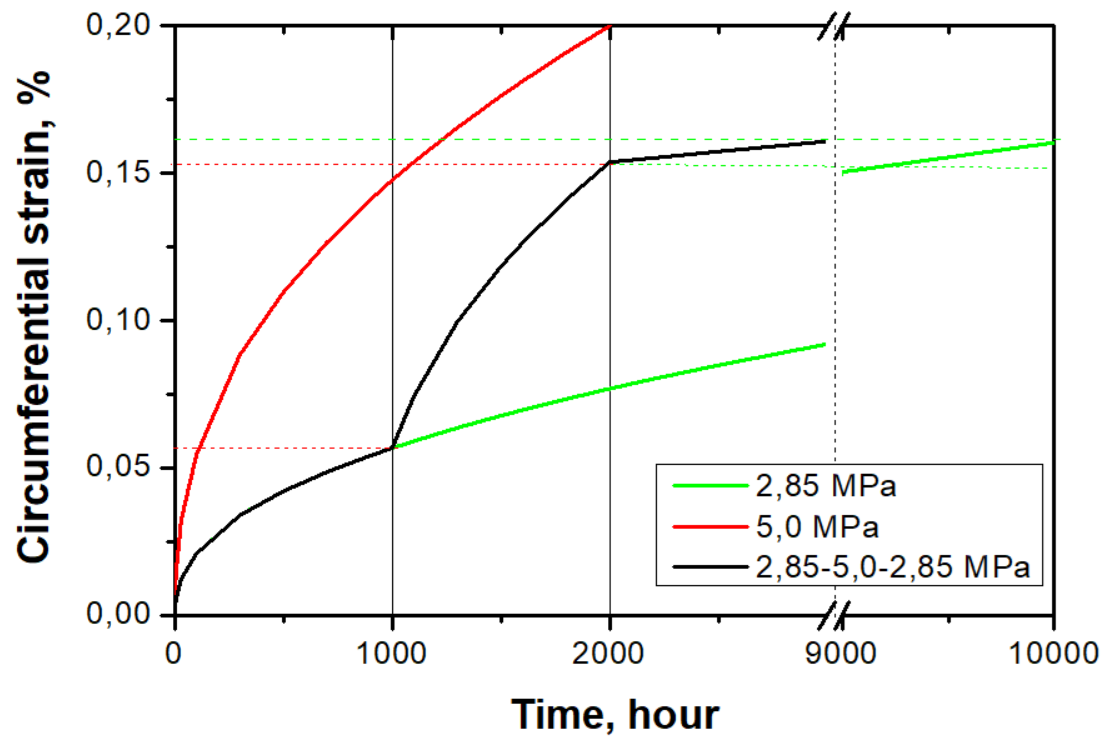 Circumferential strain, %
0,20
0,15
0,10
0,05
0,00
2,85 MPa
5,0 MPa
2,85-5,0-2,85 MPa
0 1000 2000 9000 10000
Time, hour